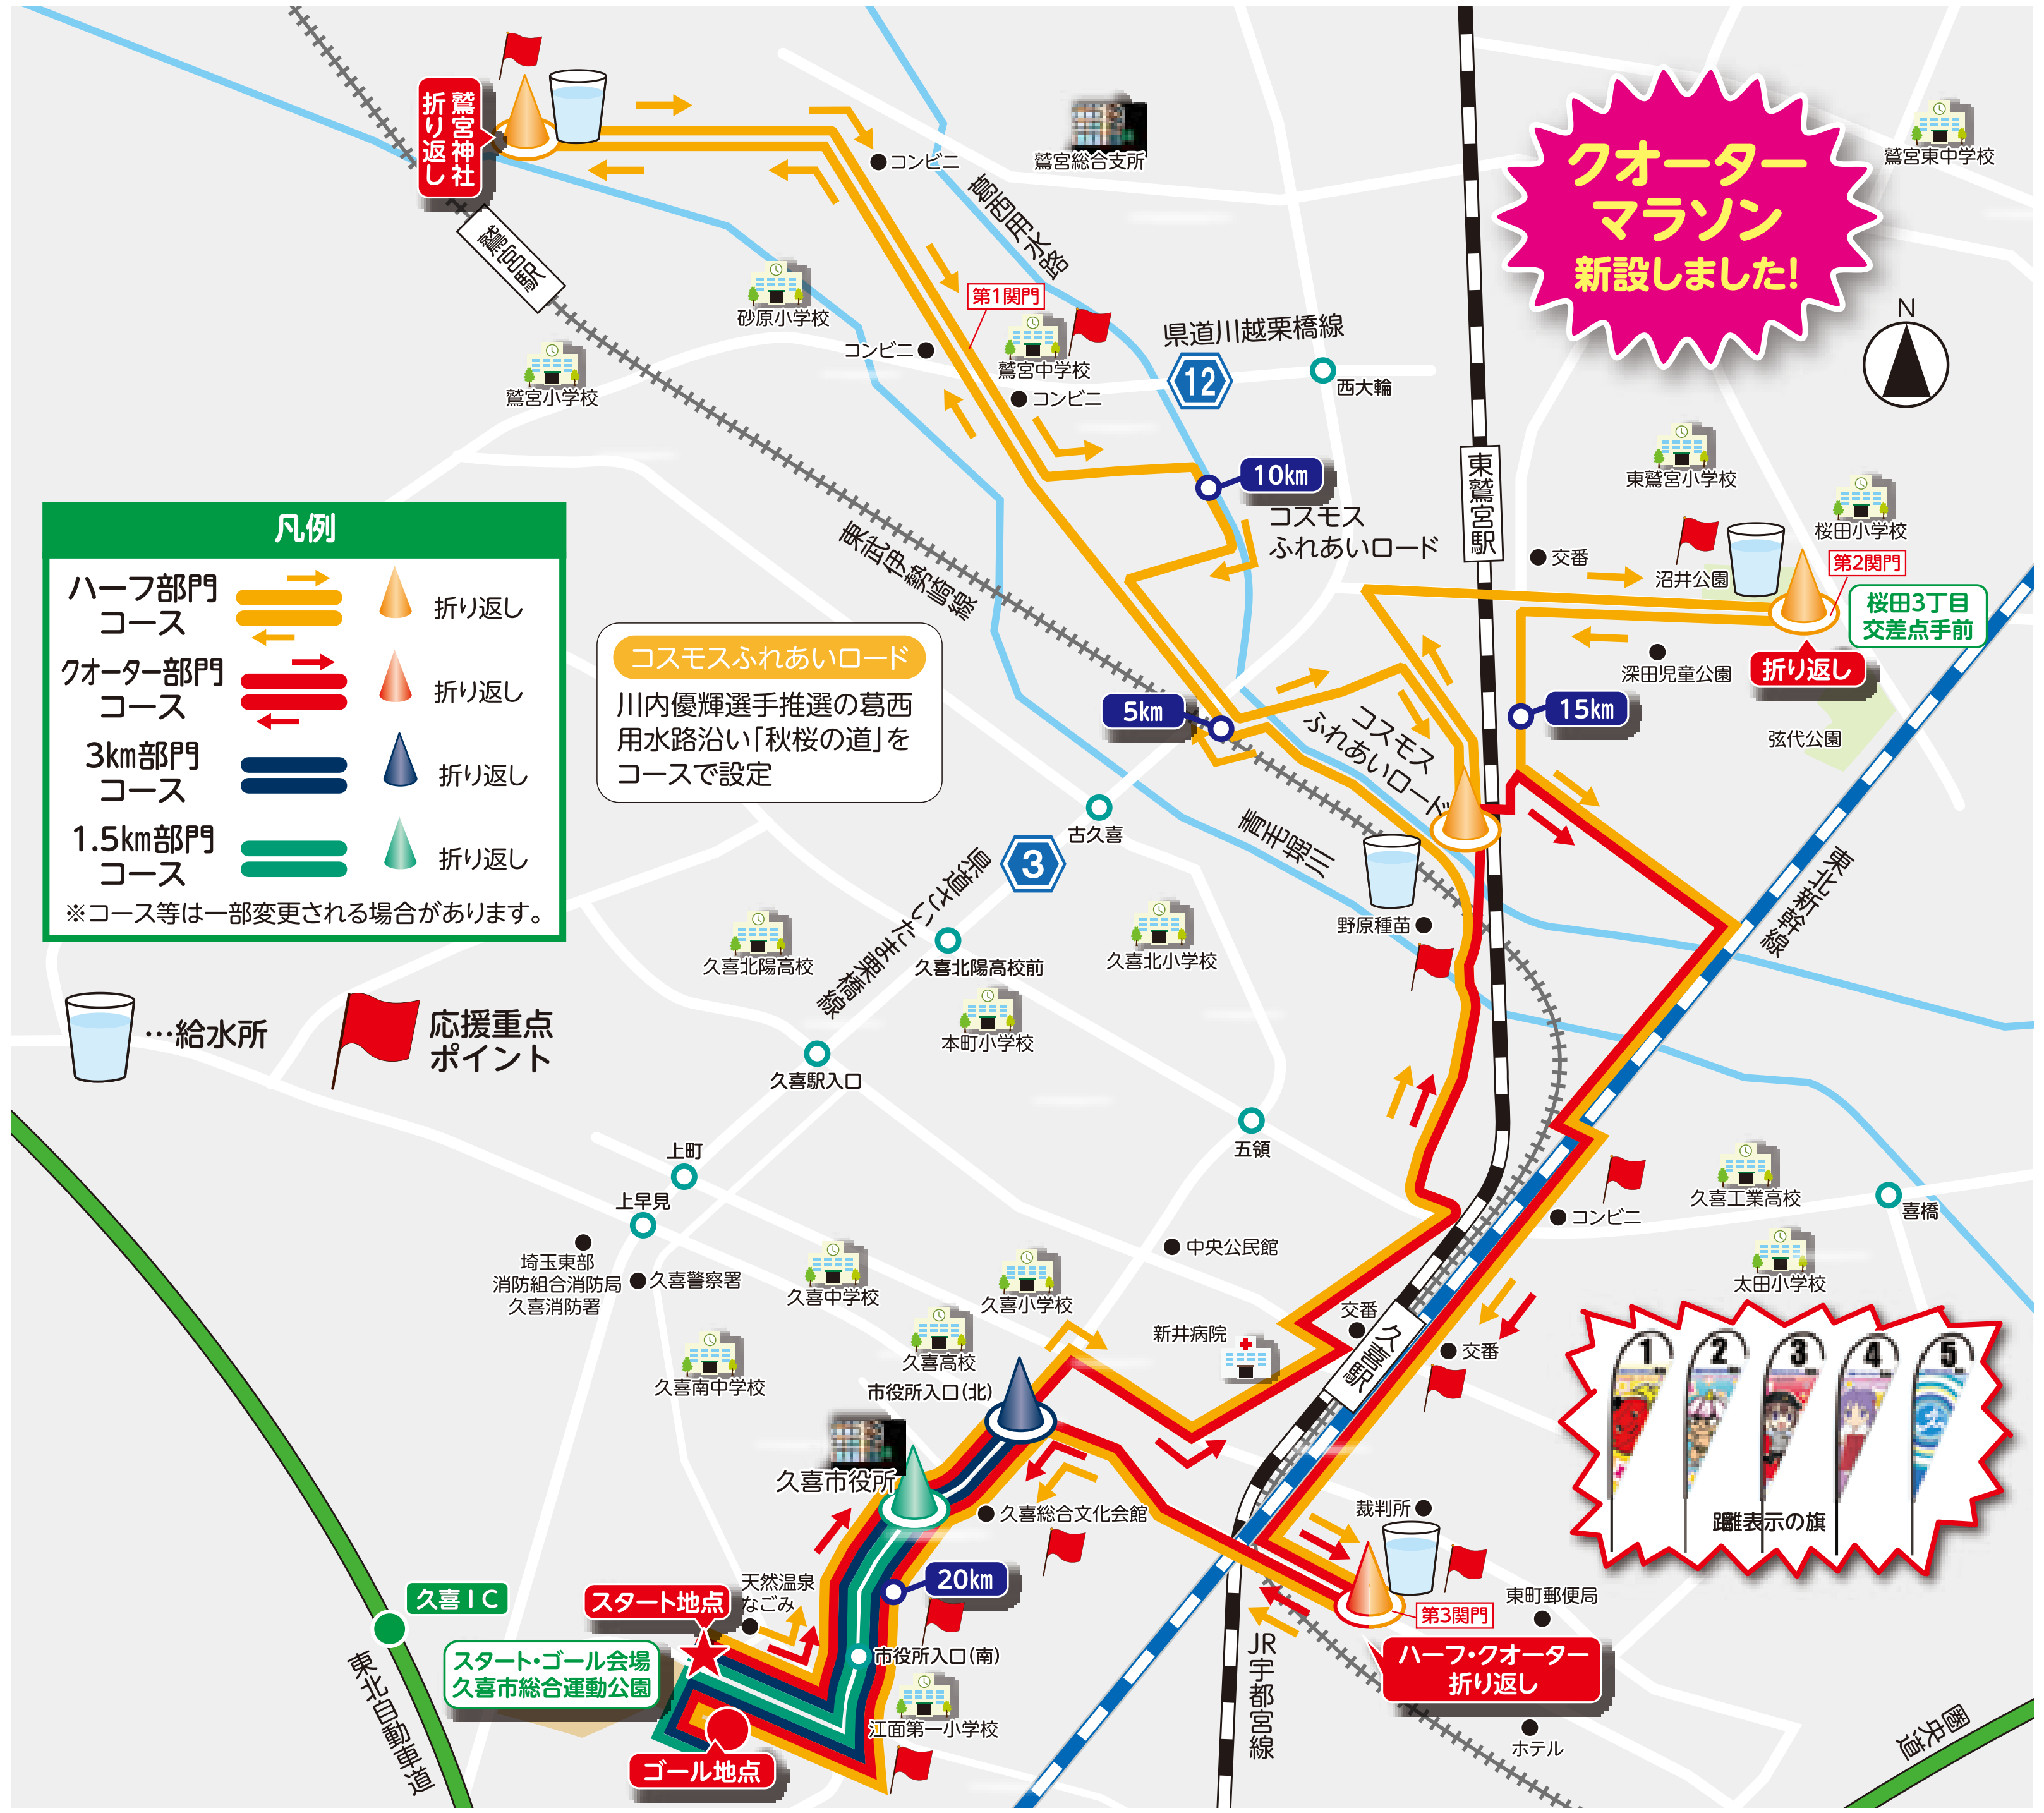 鷲宮神社
折り返し
コンビニ
鷲宮総合支所
クオーター
マラソン
新設しました!
鷲宮東中学校
葛西用水路
鷲宮駅
砂原小学校
第1関門
鷲宮中学校
コンビニ
コンビニ
鷲宮小学校
県道川越栗橋線
12
西大輪
N
10km
コスモス
ふれあいロード
東鷲宮駅
東鷲宮小学校
桜田小学校
交番
沼井公園
第2関門
桜田3丁目
交差点手前
折り返し
深田児童公園
15km
弦代公園
東武伊勢崎線
凡例
ハーフ部門
コース
折り返し
クオーター部門
コース
折り返し
3km部門
コース
折り返し
1.5km部門
コース
折り返し
※コース等は一部変更される場合があります。
コスモスふれあいロード
川内優輝選手推選の葛西
用水路沿い「秋桜の道」を
コースで設定
5km
コスモス
ふれあいロード
古久喜
青毛堀川
3
県道さいたま栗橋線
野原種苗
東北新幹線
久喜北陽高校
久喜北陽高校前
久喜北小学校
本町小学校
…給水所
応援重点
ポイント
久喜駅入口
五領
上町
上早見
埼玉東部
消防組合消防局
久喜消防署
久喜警察署
久喜中学校
久喜小学校
中央公民館
コンビニ
久喜工業高校
喜橋
太田小学校
久喜南中学校
久喜高校
新井病院
交番
久喜駅
交番
市役所入口(北)
久喜市役所
久喜総合文化会館
裁判所
1
2
3
4
5
距離表示の旗
20km
天然温泉
なごみ
スタート地点
久喜IC
スタート・ゴール会場
久喜市総合運動公園
市役所入口(南)
江面第一小学校
第3関門
東町郵便局
ハーフ・クオーター
折り返し
JR宇都宮線
ホテル
ゴール地点
東北自動車道
圏央道